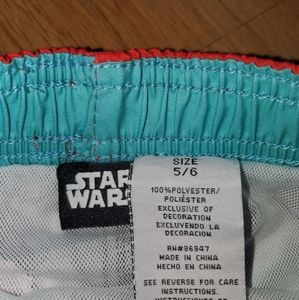 STAR
WARS
SIZE
5/6
100%POLYESTER/
POLIÉSTER
EXCLUSIVE OF
DECORATION
EXCLUYENDO LA
DECORACION
RN#86947
MADE IN CHINA
HECHO EN CHINA
SEE REVERSE FOR CARE
INSTRUCTIONS.